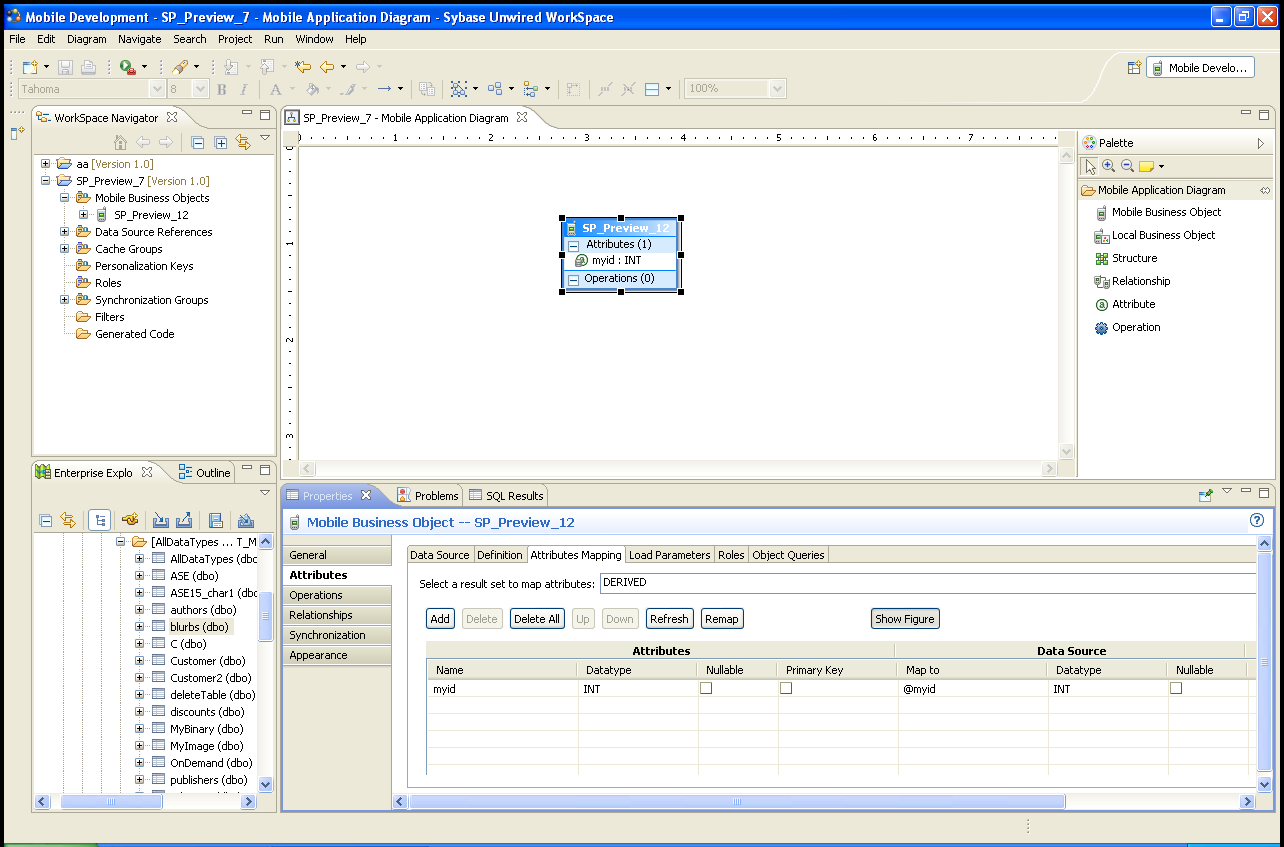 Mobile Development - SP_Preview_7 - Mobile Application Diagram - Sybase Unwired WorkSpace
File Edit Diagram Navigate Search Project Run Window Help
Mobile Develo...
Tahoma 8 B I A 100%
WorkSpace Navigator
aa [Version 1.0]
SP_Preview_7 [Version 1.0]
Mobile Business Objects
SP_Preview_12
Data Source References
Cache Groups
Personalization Keys
Roles
Synchronization Groups
Filters
Generated Code
SP_Preview_7 - Mobile Application Diagram
0 1 2 3 4 5 6 7
0
1
2
3
SP_Preview_12
Attributes (1)
myid : INT
Operations (0)
Palette
Mobile Application Diagram
Mobile Business Object
Local Business Object
Structure
Relationship
Attribute
Operation
Enterprise Explo
Outline
[AllDataTypes ... T_M
AllDataTypes (dbo
ASE (dbo)
ASE15_char1 (dbo
authors (dbo)
blurbs (dbo)
C (dbo)
Customer (dbo)
Customer2 (dbo)
deleteTable (dbo)
discounts (dbo)
MyBinary (dbo)
MyImage (dbo)
OnDemand (dbo)
publishers (dbo)
Properties Problems SQL Results
Mobile Business Object -- SP_Preview_12
General
Attributes
Operations
Relationships
Synchronization
Appearance
Data Source Definition Attributes Mapping Load Parameters Roles Object Queries
Select a result set to map attributes: DERIVED
Add Delete Delete All Up Down Refresh Remap Show Figure
Attributes Data Source
Name Datatype Nullable Primary Key Map to Datatype Nullable
myid INT @myid INT